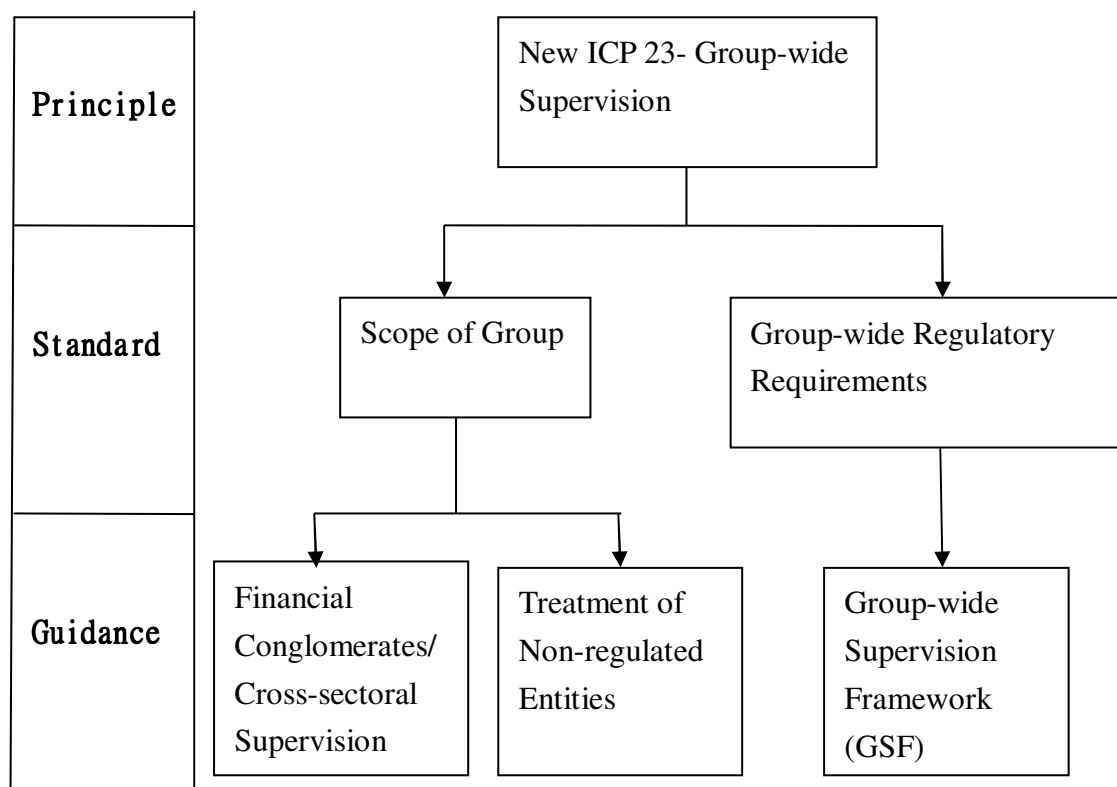 Principle
New ICP 23- Group-wide
Supervision
Standard
Scope of Group
Group-wide Regulatory
Requirements
Guidance
Financial
Conglomerates/
Cross-sectoral
Supervision
Treatment of
Non-regulated
Entities
Group-wide
Supervision
Framework
(GSF)